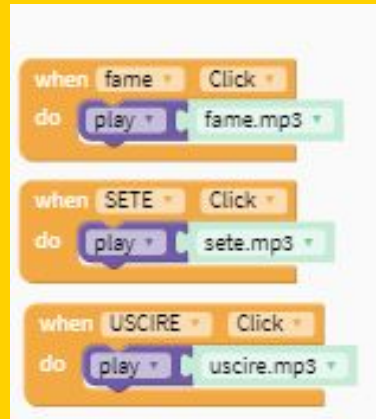 when fame Click
do play fame.mp3
when SETE Click
do play sete.mp3
when USCIRE Click
do play uscire.mp3